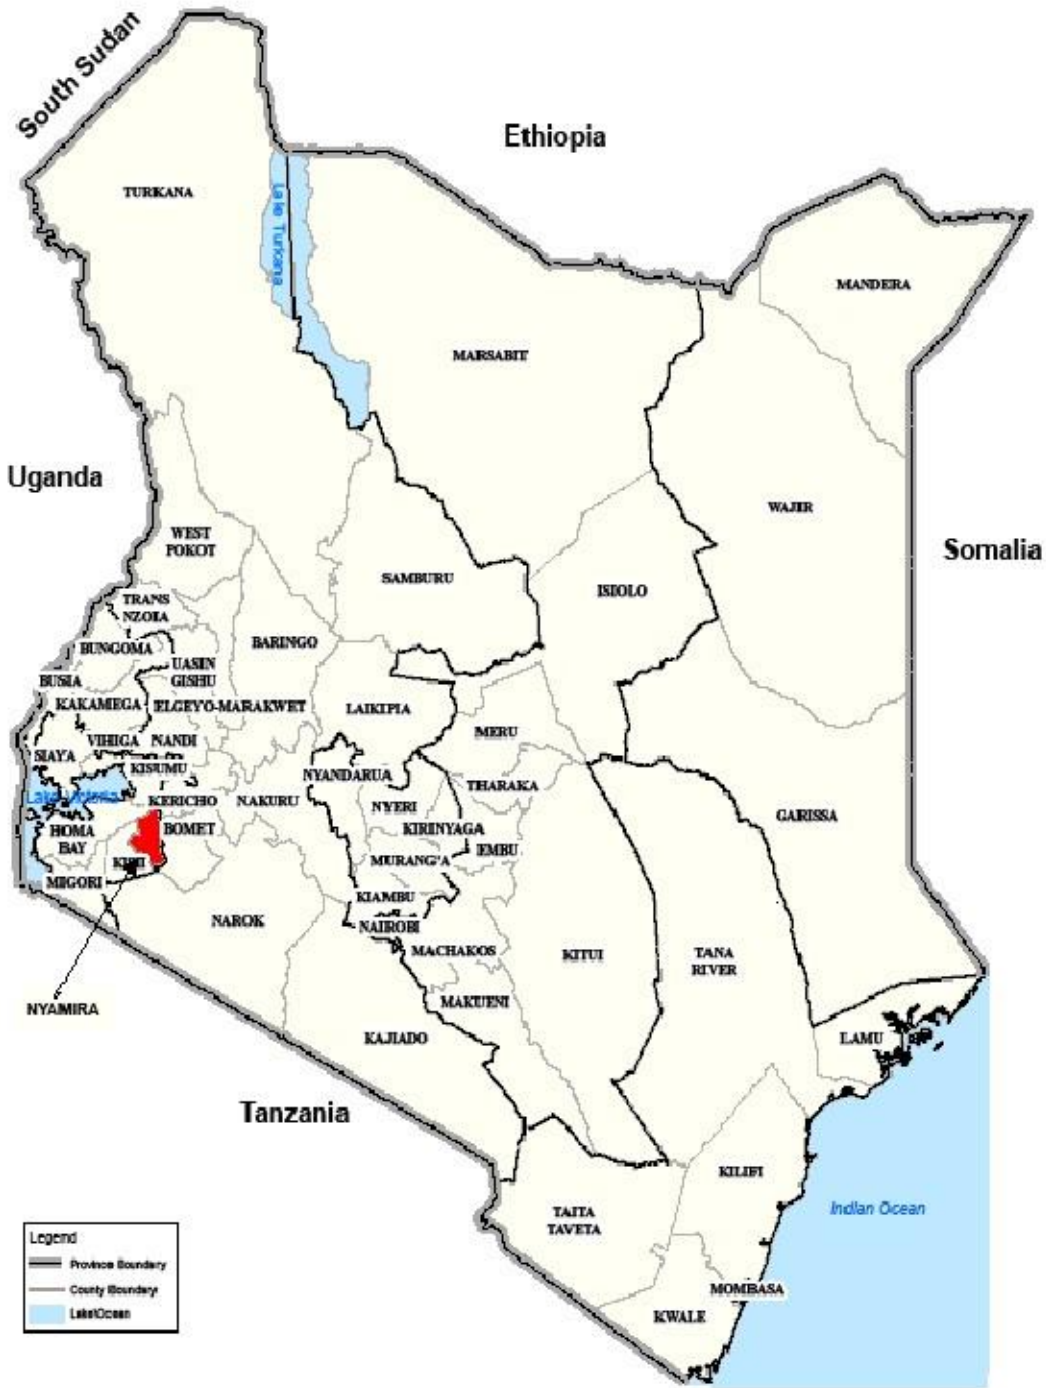 South Sudan
Ethiopia
TURKANA
Lake Turkana
MANDERA
MARSABIT
Uganda
WAJIR
WEST
POKOT
Somalia
SAMBURU
ISIOLO
TRANS
NZOIA
BUNGOMA
BARINGO
UASIN
GISHU
BUSIA
KAKAMEGA
ELGEYO-MARAKWET
LAIKIPIA
MERU
VIHIGA
NANDI
SIAYA
KISUMU
NYANDARUA
THARAKA
Lake Victoria
KERICHO
NAKURU
NYERI
GARISSA
HOMA
BAY
BOMET
KIRINYAGA
EMBU
KISII
MURANG'A
MIGORI
KIAMBU
NAROK
NAIROBI
MACHAKOS
KITUI
TANA
RIVER
NYAMIRA
MAKUENI
KAJIADO
LAMU
Tanzania
KILIFI
TAITA
TAVETA
Indian Ocean
Legend
Province Boundary
County Boundary
Lake\Ocean
MOMBASA
KWALE